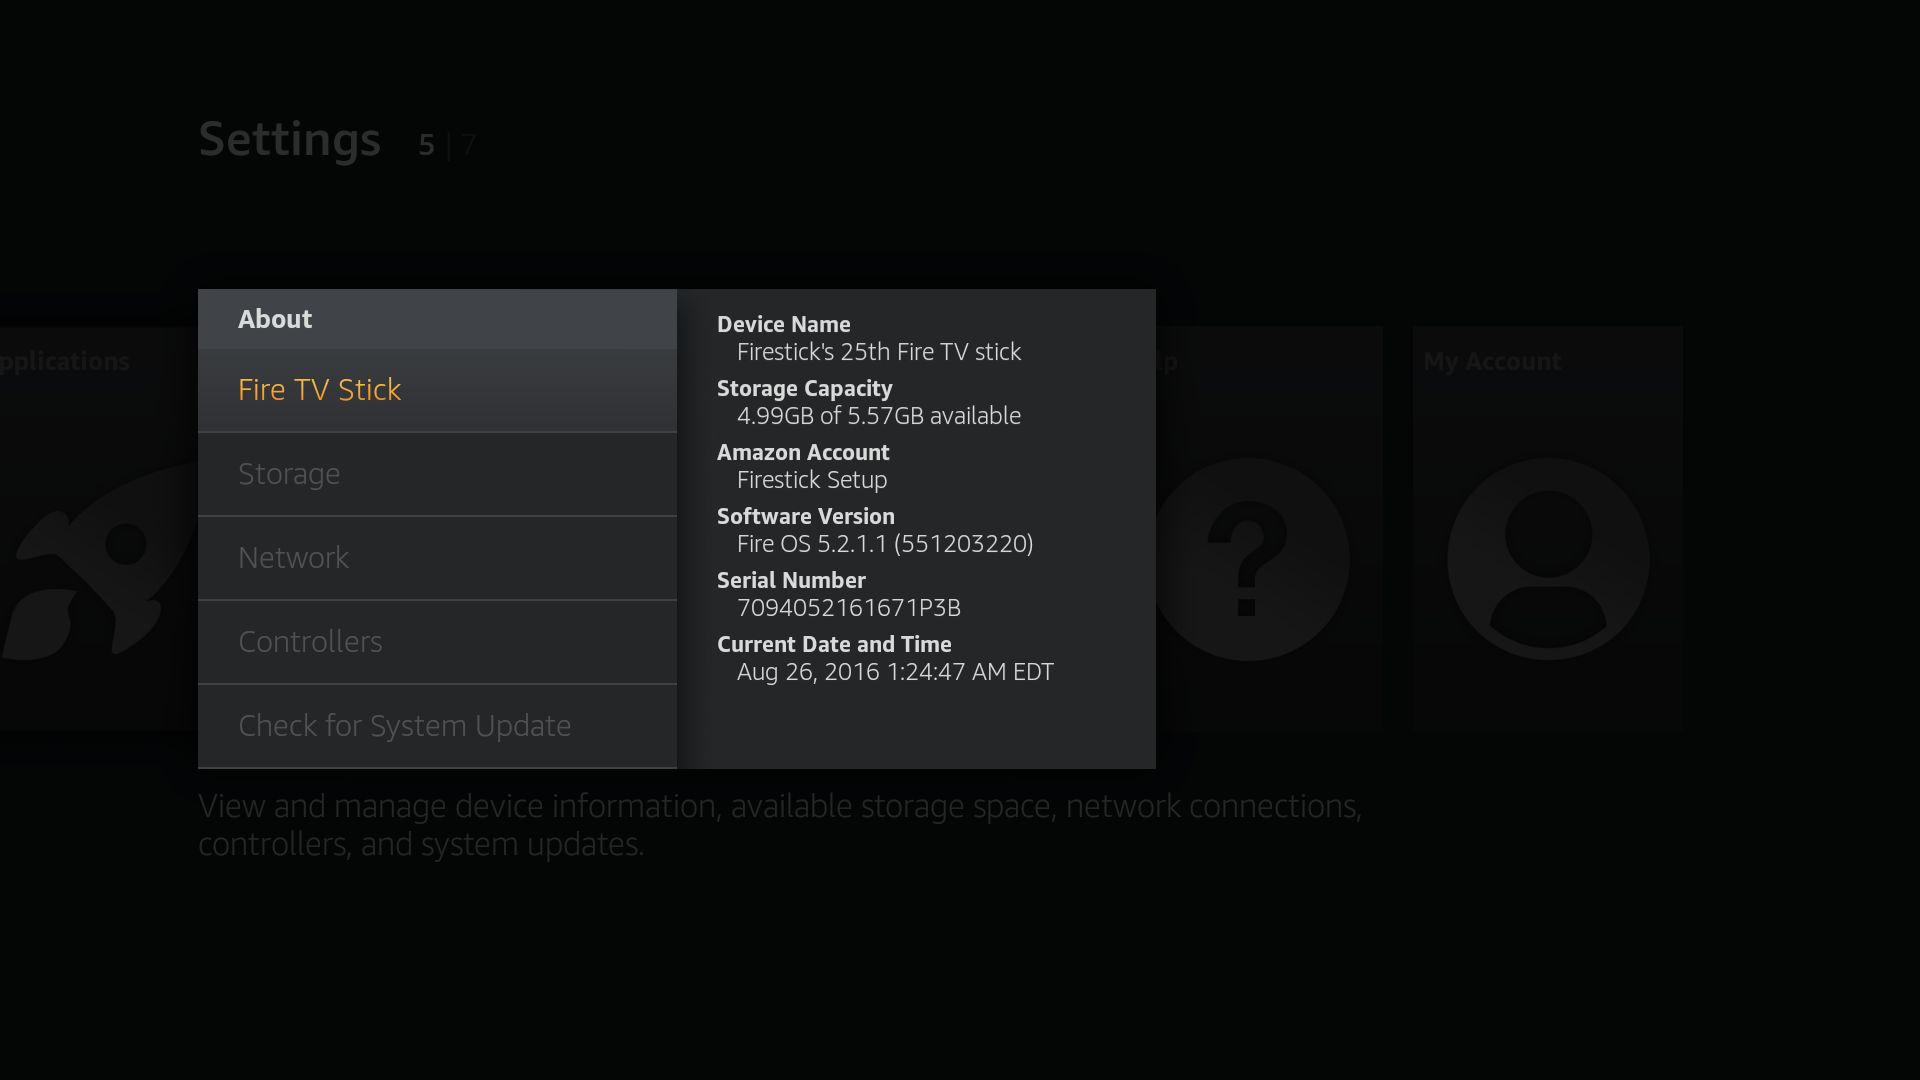 Settings 5 | 7
pplications
About
Fire TV Stick
Storage
Network
Controllers
Check for System Update
Device Name
Firestick's 25th Fire TV stick
Storage Capacity
4.99GB of 5.57GB available
Amazon Account
Firestick Setup
Software Version
Fire OS 5.2.1.1 (551203220)
Serial Number
7094052161671P3B
Current Date and Time
Aug 26, 2016 1:24:47 AM EDT
lp
?
My Account
View and manage device information, available storage space, network connections,
controllers, and system updates.